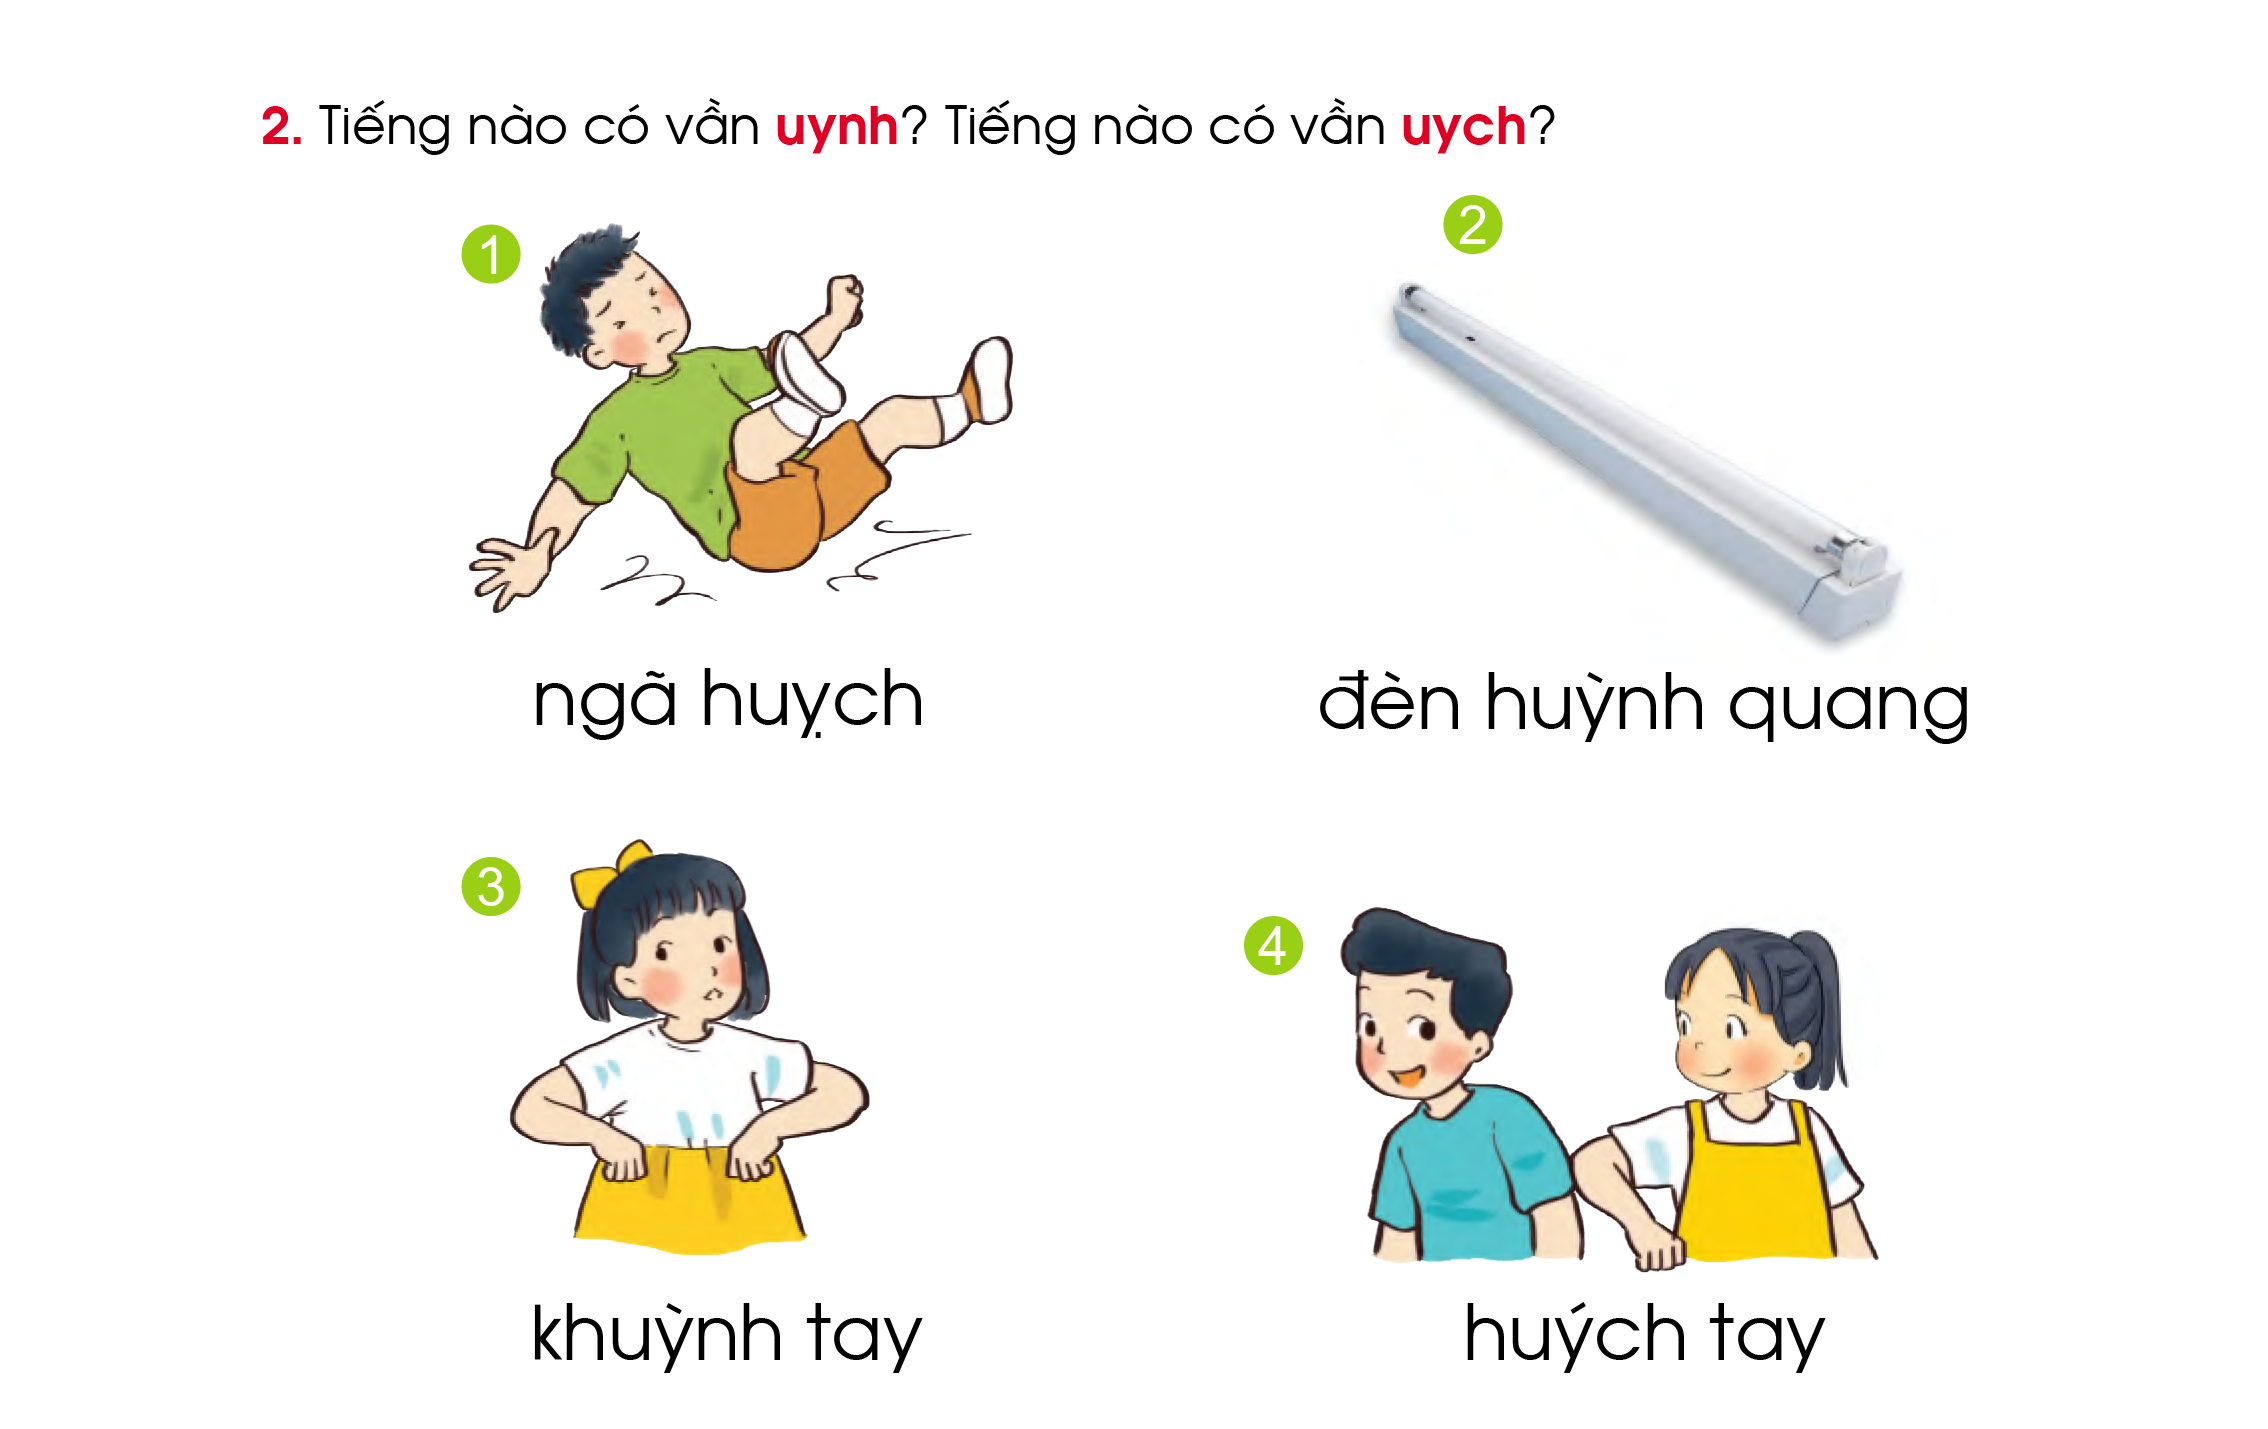 2. Tiếng nào có vần uynh? Tiếng nào có vần uych?
1
2
ngã huỵch
đèn huỳnh quang
3
4
khuỳnh tay
huých tay